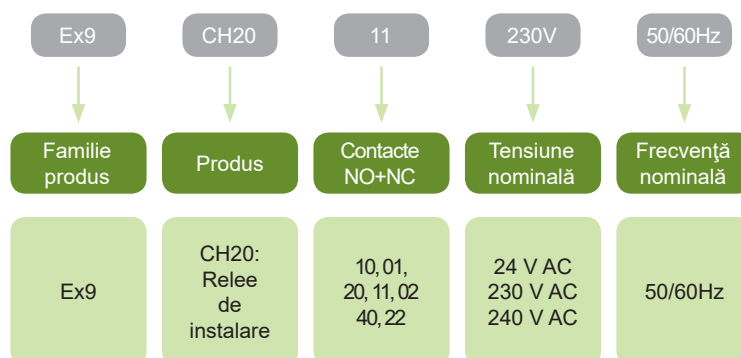 Ex9
CH20
11
230V
50/60Hz
Familie
produs
Produs
Contacte
NO+NC
Tensiune
nominală
Frecvenţă
nominală
Ex9
CH20:
Relee
de
instalare
10, 01,
20, 11, 02
40, 22
24 V AC
230 V AC
240 V AC
50/60Hz